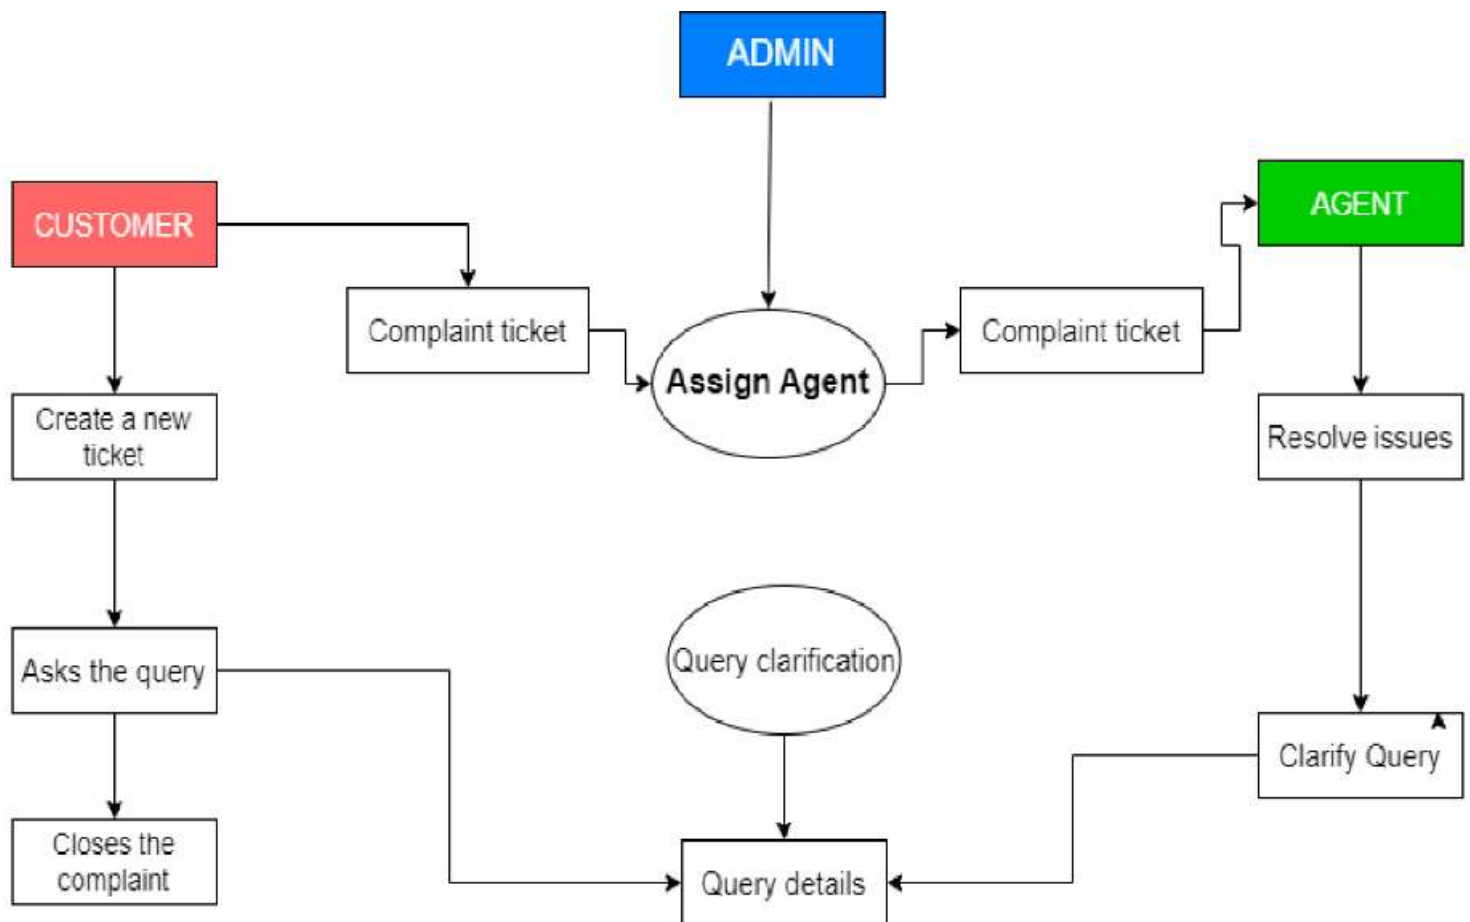 ADMIN
CUSTOMER
AGENT
Complaint ticket
Complaint ticket
Assign Agent
Create a new
ticket
Resolve issues
Asks the query
Query clarification
Clarify Query
Closes the
complaint
Query details